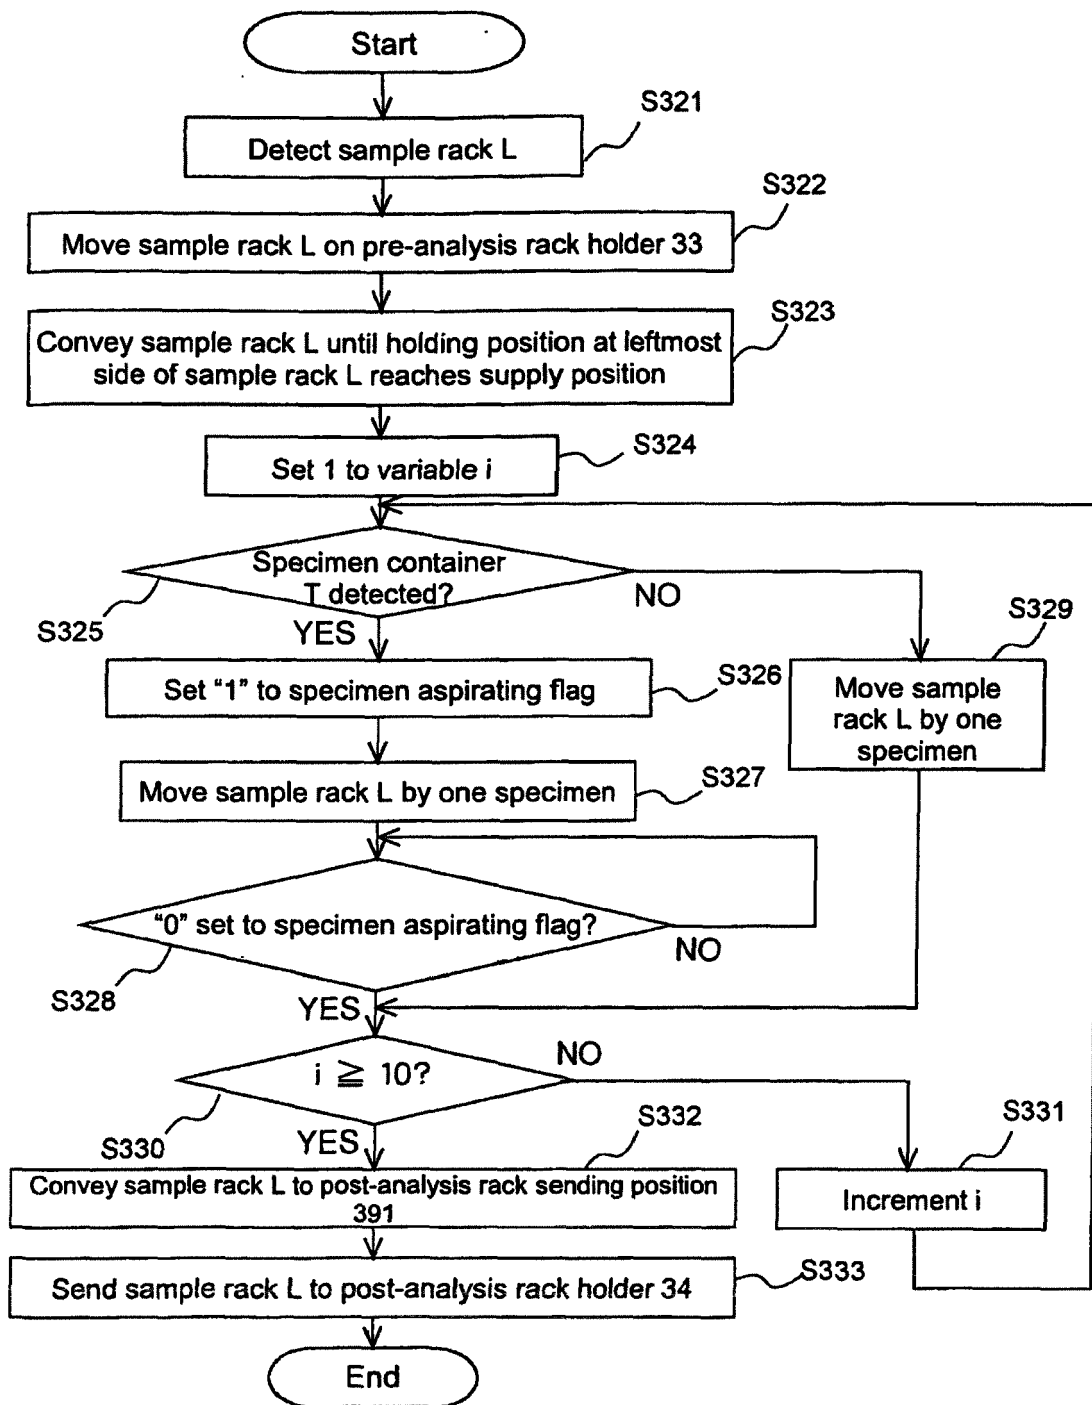 Start
S321
Detect sample rack L
S322
Move sample rack L on pre-analysis rack holder 33
S323
Convey sample rack L until holding position at leftmost
side of sample rack L reaches supply position
S324
Set 1 to variable i
Specimen container
T detected?
NO
S325
YES
S329
Set “1” to specimen aspirating flag
S326
Move sample
rack L by one
specimen
S327
Move sample rack L by one specimen
“0” set to specimen aspirating flag?
NO
S328
YES
i ≧ 10?
NO
S330
YES
S332
S331
Convey sample rack L to post-analysis rack sending position
391
Increment i
Send sample rack L to post-analysis rack holder 34
S333
End